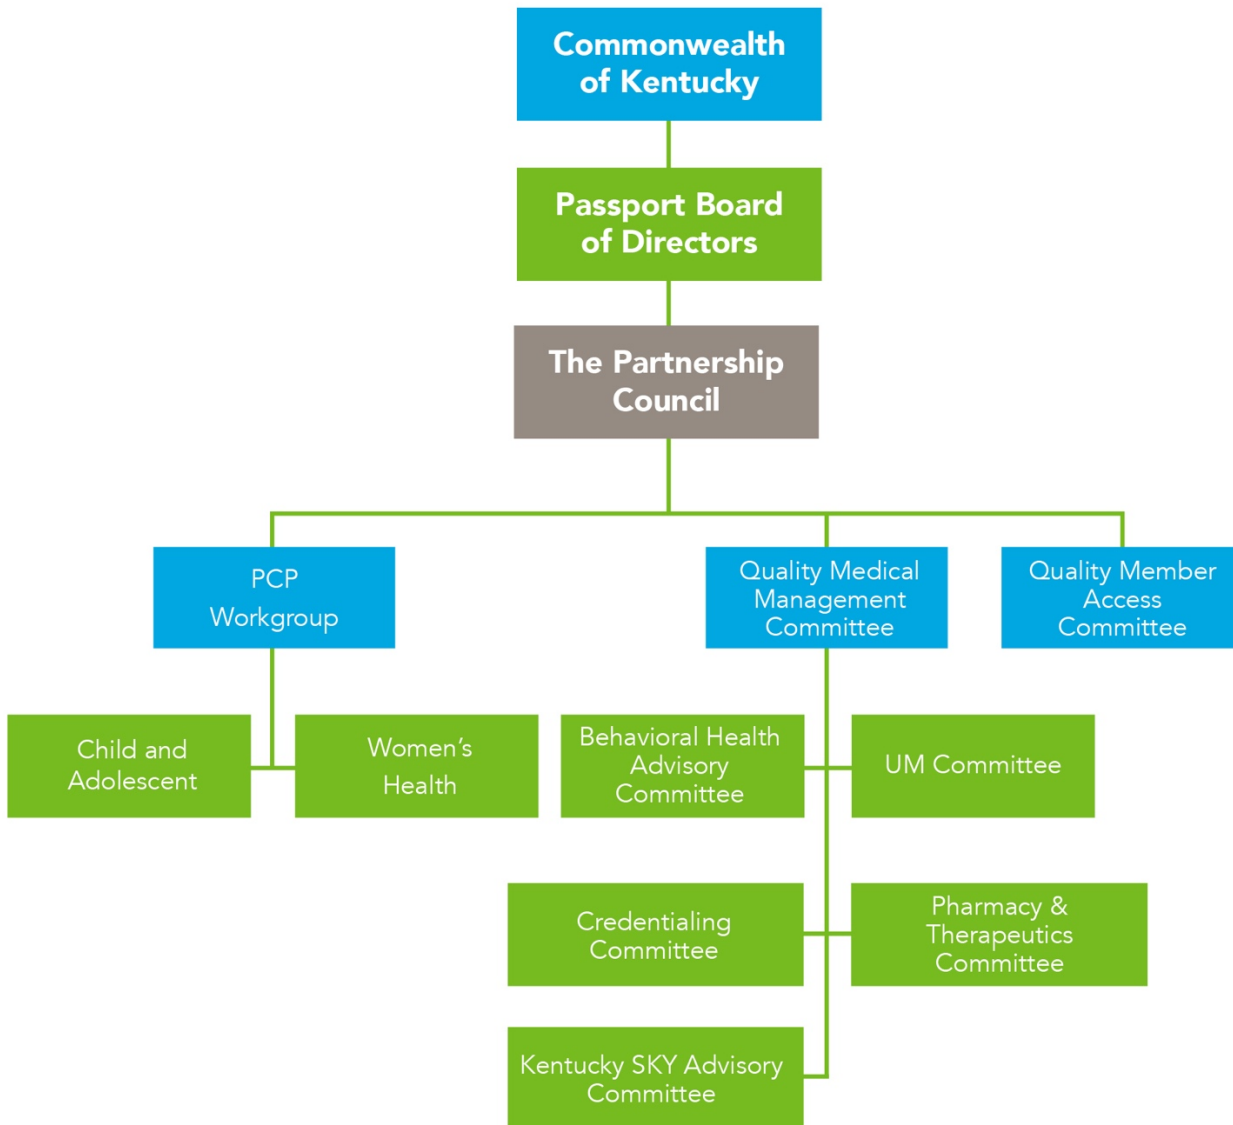 Commonwealth
of Kentucky
Passport Board
of Directors
The Partnership
Council
PCP
Workgroup
Quality Medical
Management
Committee
Quality Member
Access
Committee
Child and
Adolescent
Women’s
Health
Behavioral Health
Advisory
Committee
UM Committee
Credentialing
Committee
Pharmacy &
Therapeutics
Committee
Kentucky SKY Advisory
Committee